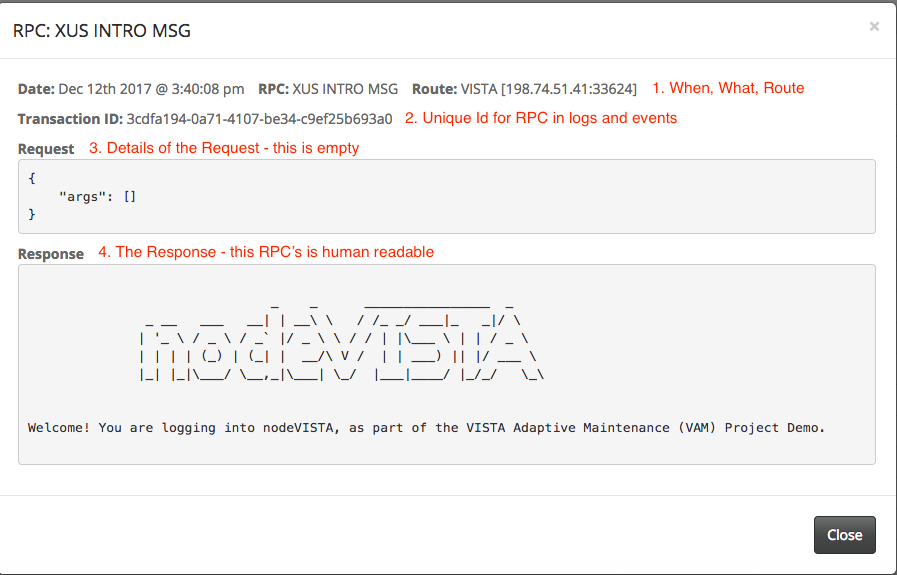 RPC: XUS INTRO MSG ×
Date: Dec 12th 2017 @ 3:40:08 pm RPC: XUS INTRO MSG Route: VISTA [198.74.51.41:33624] 1. When, What, Route
Transaction ID: 3cdfa194-0a71-4107-be34-c9ef25b693a0 2. Unique Id for RPC in logs and events
Request 3. Details of the Request - this is empty
{
"args": []
}
Response 4. The Response - this RPC's is human readable
nodeVISTA
Welcome! You are logging into nodeVISTA, as part of the VISTA Adaptive Maintenance (VAM) Project Demo.
Close